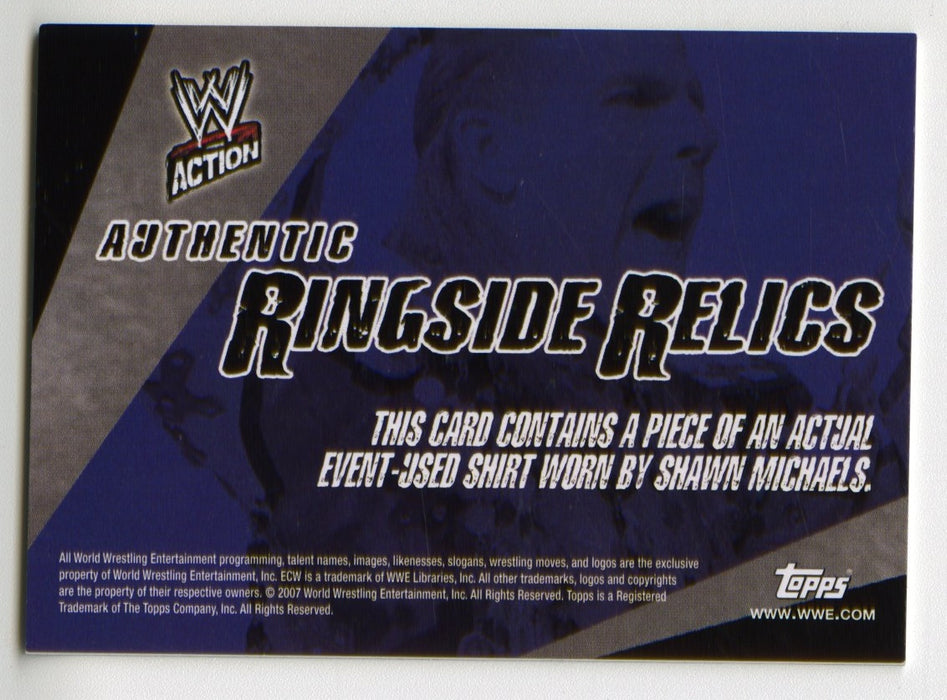 W
ACTION
AUTHENTIC
RINGSIDE RELICS
THIS CARD CONTAINS A PIECE OF AN ACTUAL
EVENT-USED SHIRT WORN BY SHAWN MICHAELS.
All World Wrestling Entertainment programming, talent names, images, likenesses, slogans, wrestling moves, and logos are the exclusive
property of World Wrestling Entertainment, Inc. ECW is a trademark of WWE Libraries, Inc. All other trademarks, logos and copyrights
are the property of their respective owners. © 2007 World Wrestling Entertainment, Inc. All Rights Reserved. Topps is a Registered
Trademark of The Topps Company, Inc. All Rights Reserved.
Topps
WWW.WWE.COM